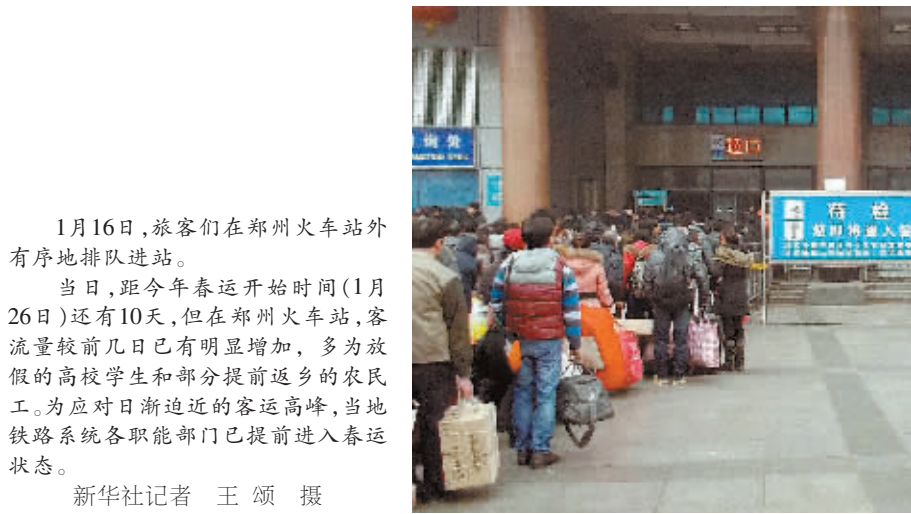 1月16日,旅客们在郑州火车站外
有序地排队进站。
当日,距今年春运开始时间(1月
26日)还有10天,但在郑州火车站,客
流量较前几日已有明显增加，多为放
假的高校学生和部分提前返乡的农民
工。为应对日渐迫近的客运高峰,当地
铁路系统各职能部门已提前进入春运
状态。
新华社记者 王 颂 摄
询处
待 检